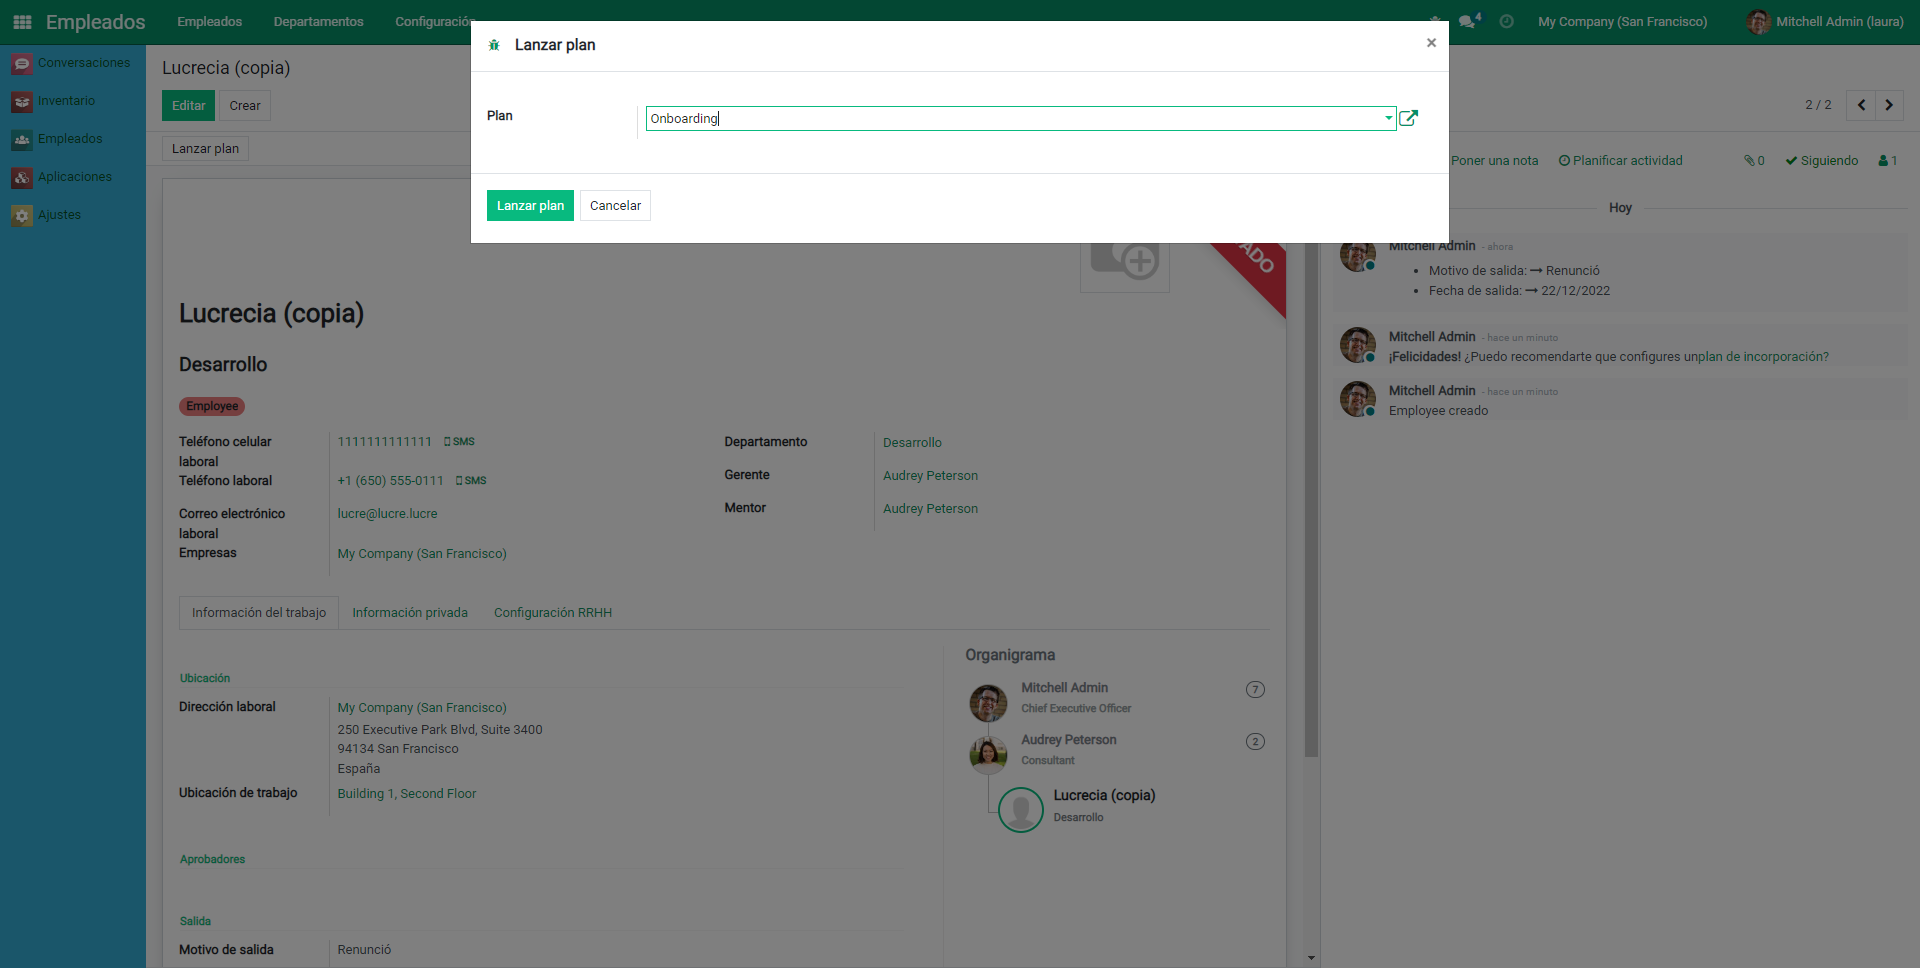 Empleados
Empleados
Departamentos
Configuración
4
My Company (San Francisco)
Mitchell Admin (laura)
Conversaciones
Inventario
Empleados
Aplicaciones
Ajustes
Lucrecia (copia)
Editar
Crear
2 / 2
Lanzar plan
Lanzar plan
×
Plan
Onboarding
Lanzar plan
Cancelar
Poner una nota
Planificar actividad
0
Siguiendo
1
Hoy
Mitchell Admin - ahora
Motivo de salida: → Renunció
Fecha de salida: → 22/12/2022
Mitchell Admin - hace un minuto
¡Felicidades! ¿Puedo recomendarte que configures unplan de incorporación?
Mitchell Admin - hace un minuto
Employee creado
Lucrecia (copia)
Desarrollo
Employee
Teléfono celular laboral
1111111111111
SMS
Teléfono laboral
+1 (650) 555-0111
SMS
Correo electrónico laboral
lucre@lucre.lucre
Empresas
My Company (San Francisco)
Departamento
Desarrollo
Gerente
Audrey Peterson
Mentor
Audrey Peterson
Información del trabajo
Información privada
Configuración RRHH
Ubicación
Dirección laboral
My Company (San Francisco)
250 Executive Park Blvd, Suite 3400
94134 San Francisco
España
Ubicación de trabajo
Building 1, Second Floor
Aprobadores
Salida
Motivo de salida
Renunció
Organigrama
Mitchell Admin
Chief Executive Officer
7
Audrey Peterson
Consultant
2
Lucrecia (copia)
Desarrollo